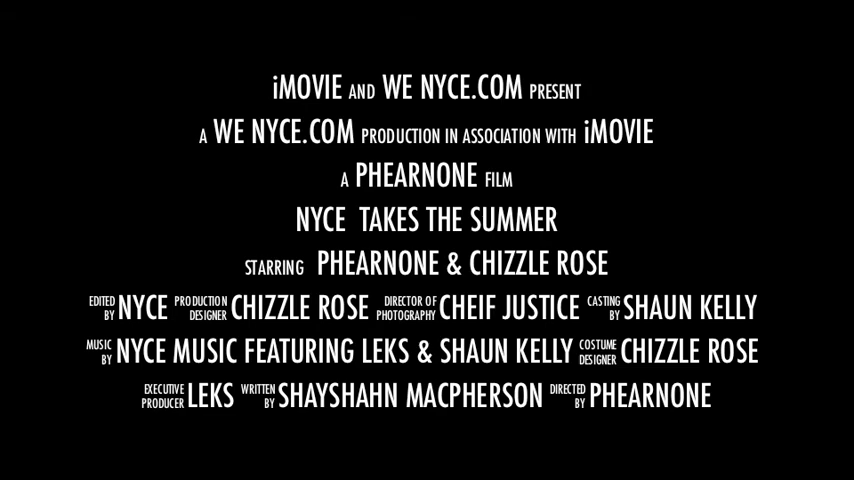 iMOVIE AND WE NYCE.COM PRESENT
A WE NYCE.COM PRODUCTION IN ASSOCIATION WITH iMOVIE
A PHEARNONE FILM
NYCE TAKES THE SUMMER
STARRING PHEARNONE & CHIZZLE ROSE
EDITED BY NYCE PRODUCTION DESIGNER CHIZZLE ROSE DIRECTOR OF PHOTOGRAPHY CHEIF JUSTICE CASTING BY SHAUN KELLY
MUSIC BY NYCE MUSIC FEATURING LEKS & SHAUN KELLY COSTUME DESIGNER CHIZZLE ROSE
EXECUTIVE PRODUCER LEKS WRITTEN BY SHAYSHAHN MACPHERSON DIRECTED BY PHEARNONE